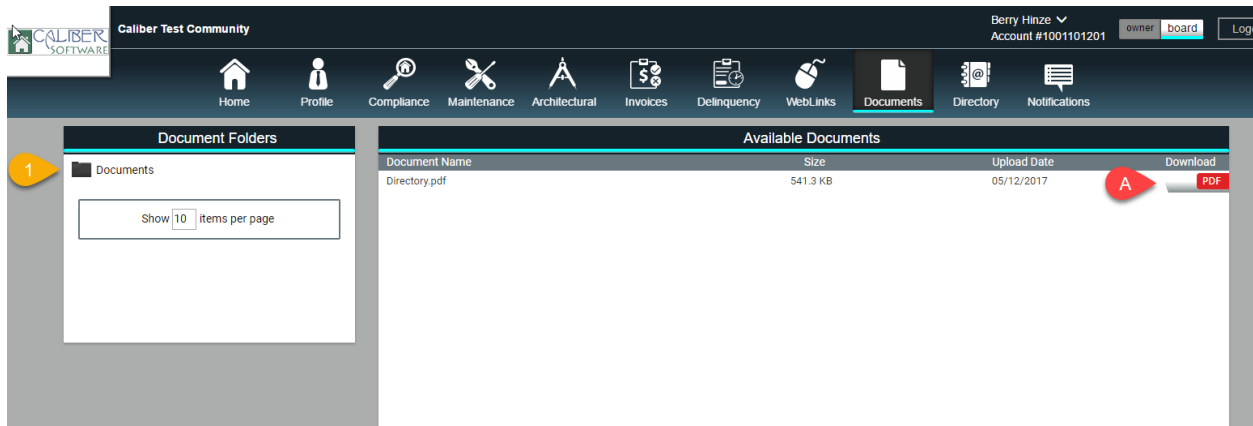 CALIBER
SOFTWARE
Caliber Test Community
Berry Hinze
Account #1001101201
owner board
Log
Home Profile Compliance Maintenance Architectural Invoices Delinquency WebLinks Documents Directory Notifications
Document Folders
1
Documents
Show 10 items per page
Available Documents
Document Name Size Upload Date Download
Directory.pdf 541.3 KB 05/12/2017 A PDF